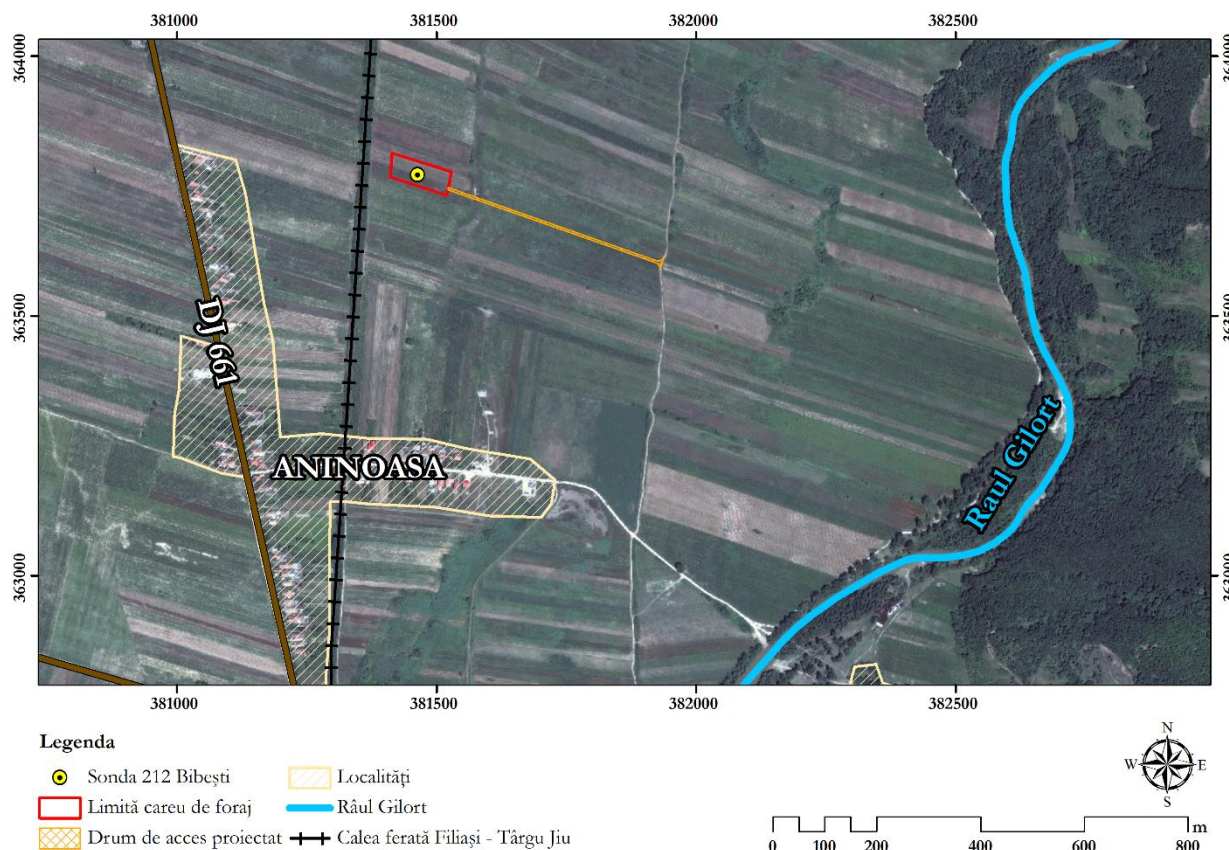 381000 381500 382000 382500
364000 364000
363500 363500
363000 363000
DJ 661
ANINOASA
Raul Gilort
381000 381500 382000 382500
Legenda
Sonda 212 Bibești
Limită careu de foraj
Drum de acces proiectat
Localități
Râul Gilort
Calea ferată Filiași - Târgu Jiu
N
W E
S
m
0 100 200 400 600 800